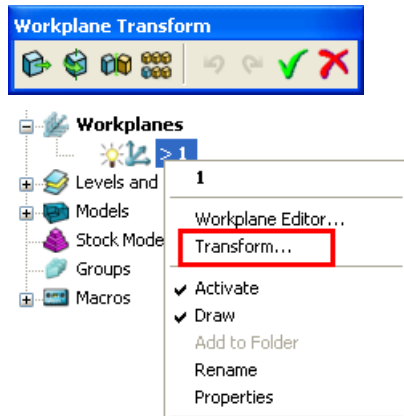 Workplane Transform
Workplanes
> 1
Levels and
1
Models
Workplane Editor...
Stock Mode
Transform...
Groups
Macros
Activate
Draw
Add to Folder
Rename
Properties